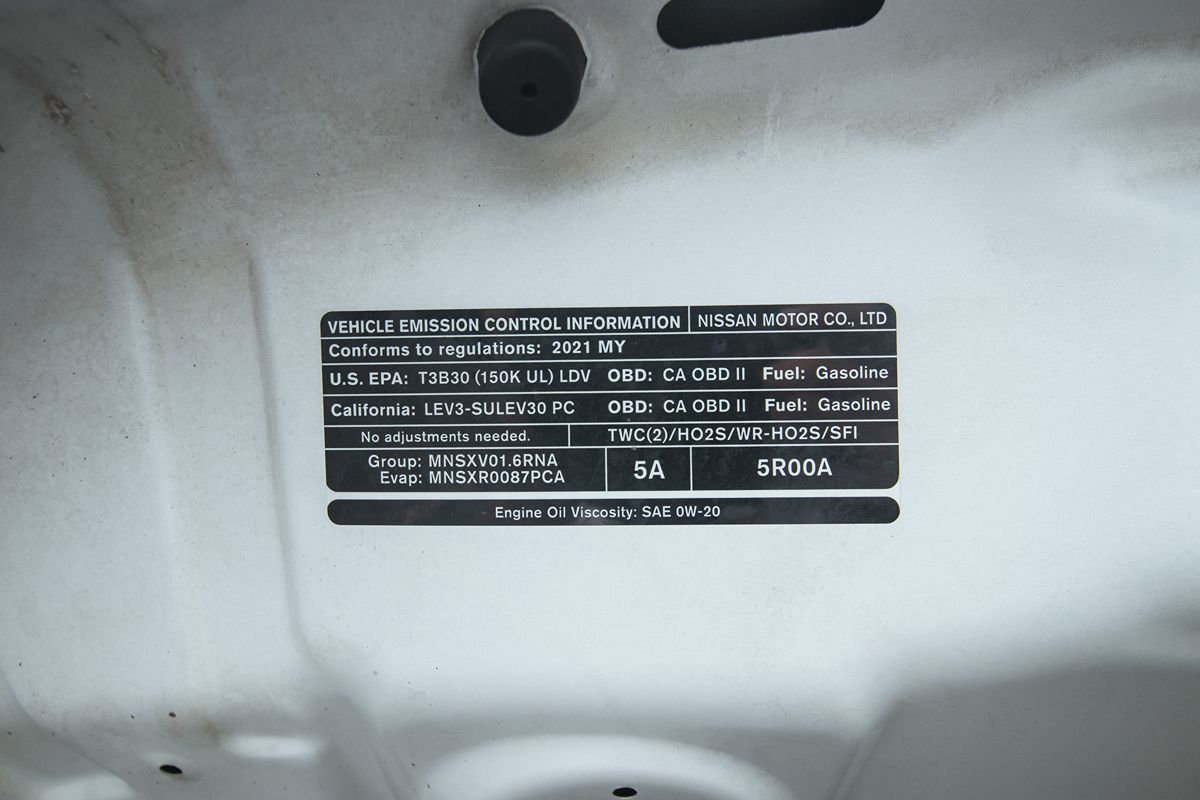 VEHICLE EMISSION CONTROL INFORMATION NISSAN MOTOR CO., LTD
Conforms to regulations: 2021 MY
U.S. EPA: T3B30 (150K UL) LDV OBD: CA OBD II Fuel: Gasoline
California: LEV3-SULEV30 PC OBD: CA OBD II Fuel: Gasoline
No adjustments needed. TWC(2)/HO2S/WR-HO2S/SFI
Group: MNSXV01.6RNA
Evap: MNSXR0087PCA
5A
5R00A
Engine Oil Viscosity: SAE 0W-20